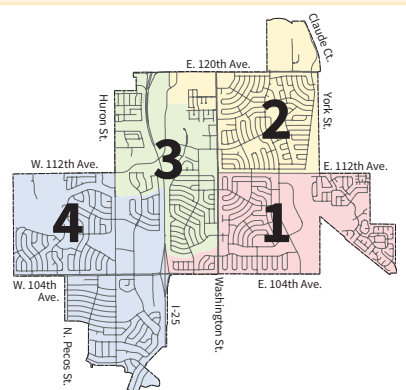 Claude Ct.
E. 120th Ave.
Huron St.
York St.
2
3
W. 112th Ave.
E. 112th Ave.
4
1
W. 104th
Ave.
E. 104th Ave.
I-25
Washington St.
N. Pecos St.